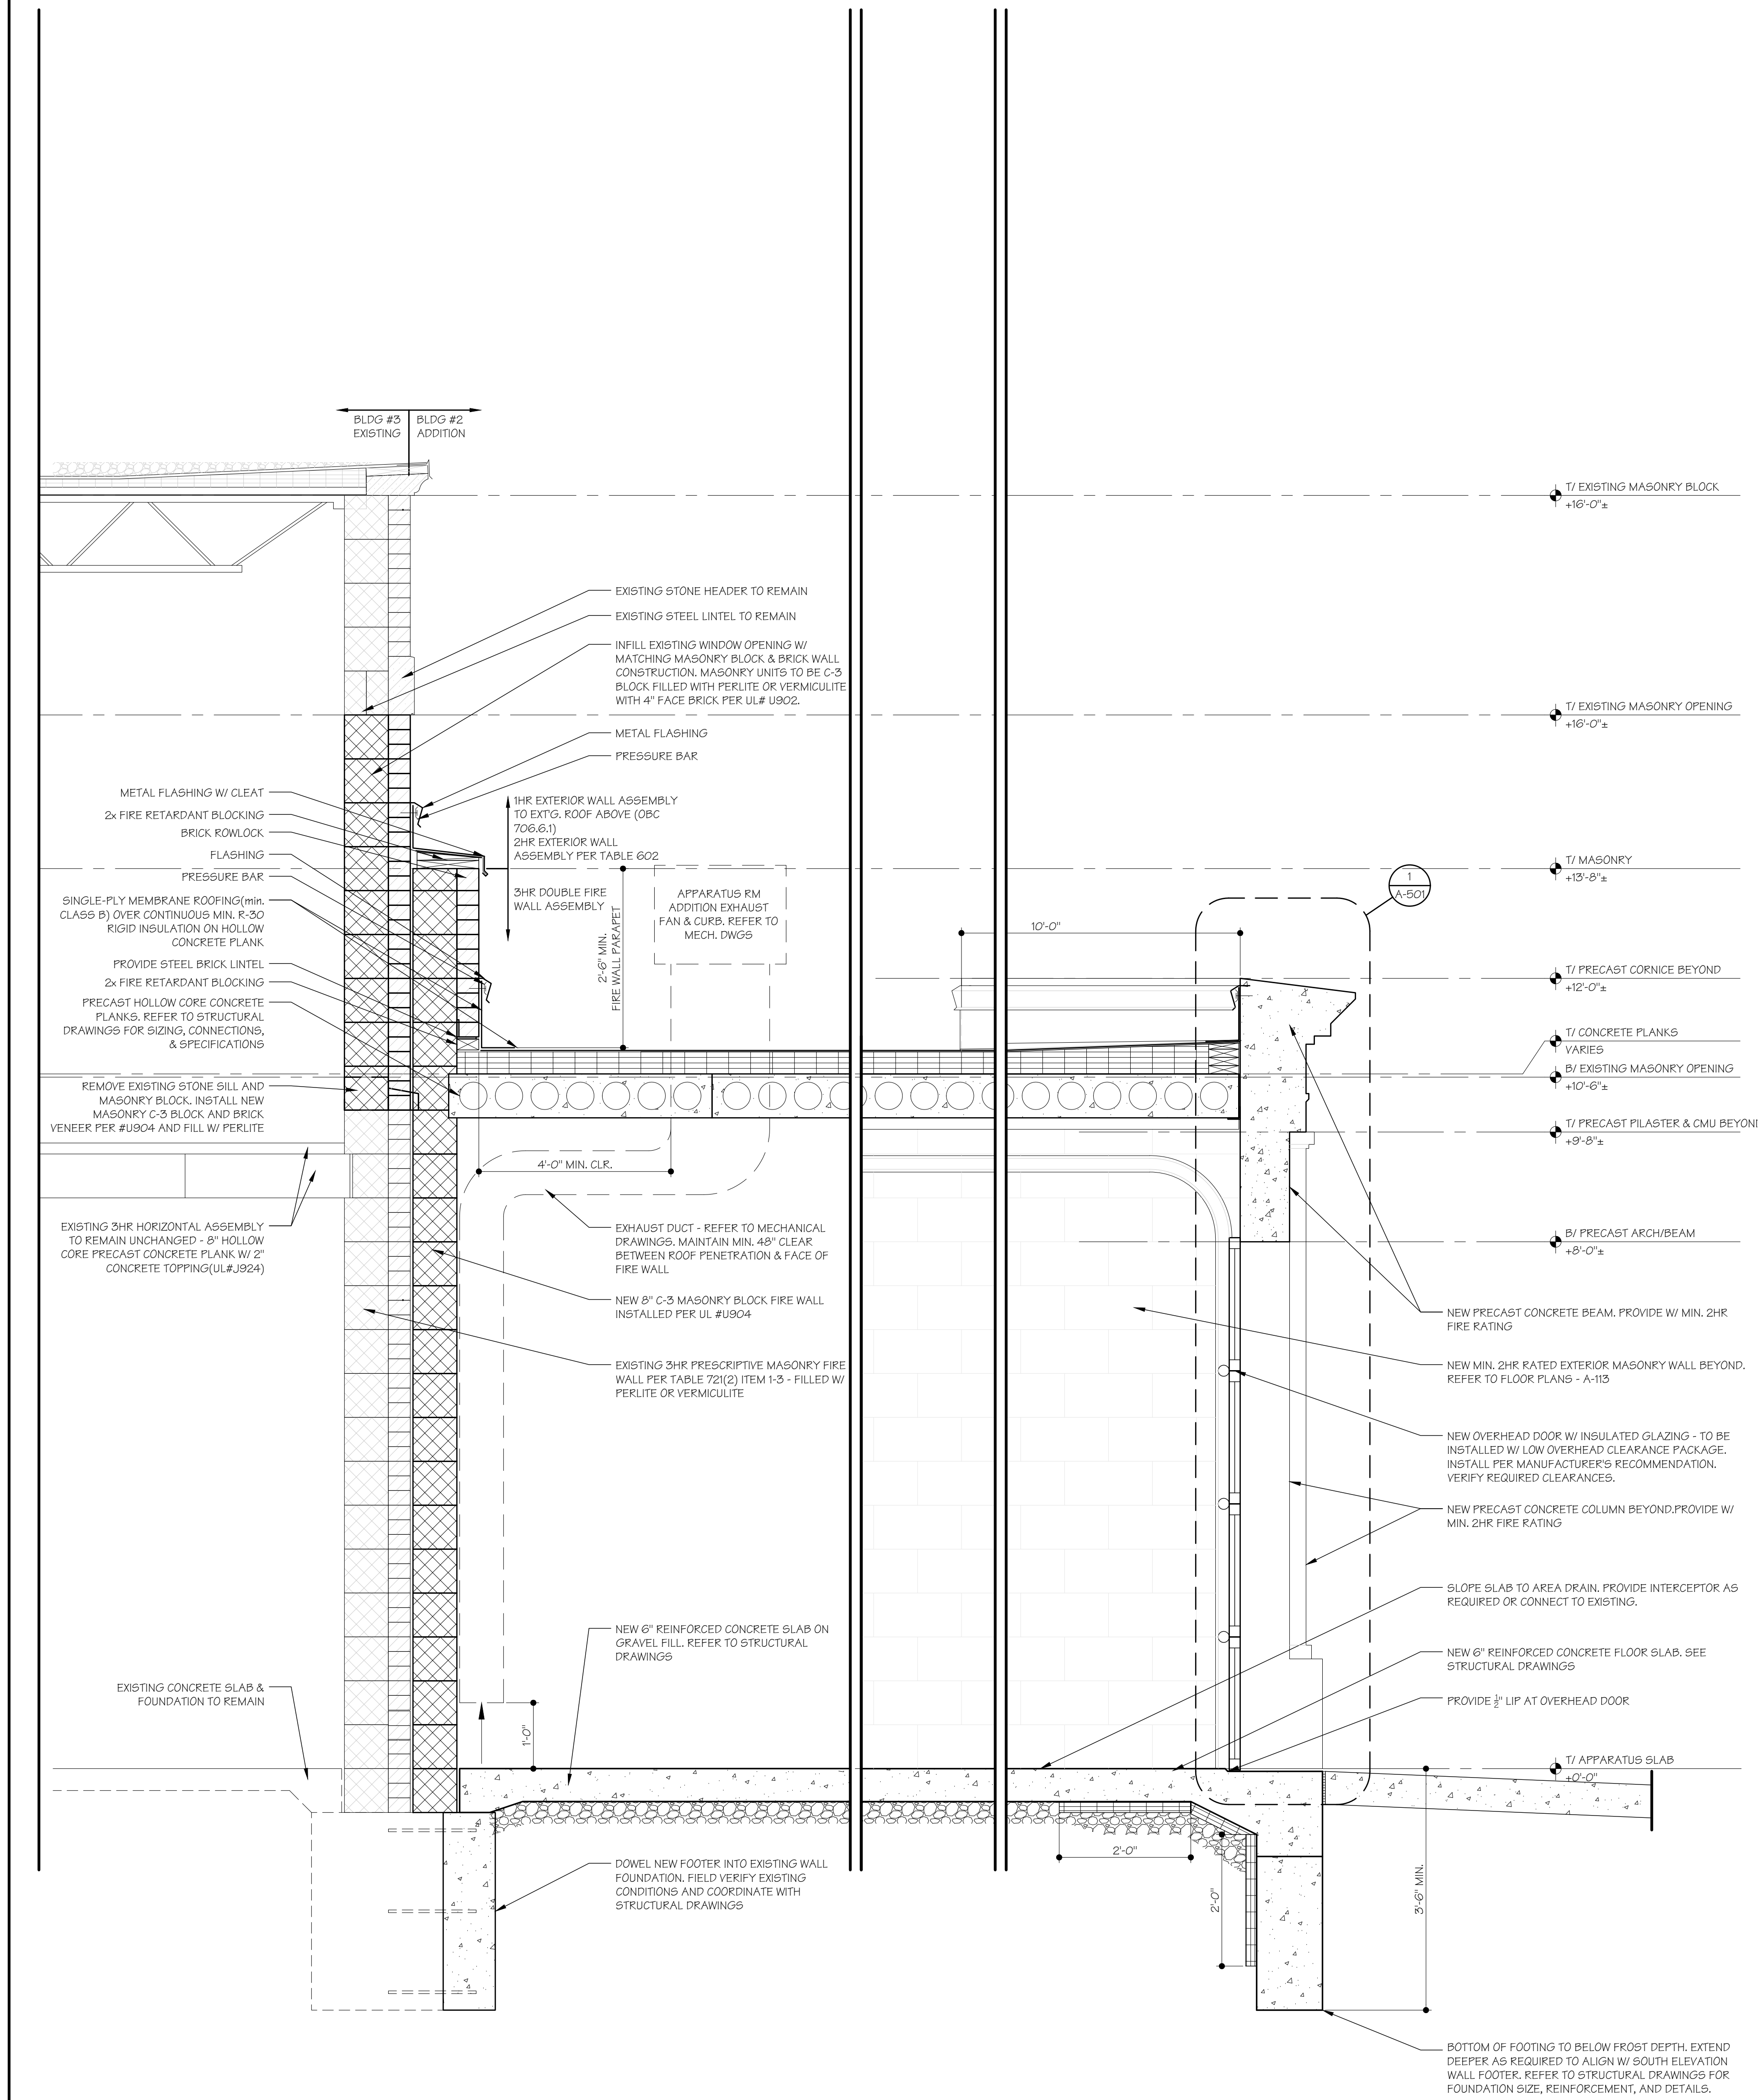 BLDG #3
EXISTING
BLDG #2
ADDITION
T/ EXISTING MASONRY BLOCK
+16'-0"±
EXISTING STONE HEADER TO REMAIN
EXISTING STEEL LINTEL TO REMAIN
INFILL EXISTING WINDOW OPENING W/
MATCHING MASONRY BLOCK & BRICK WALL
CONSTRUCTION. MASONRY UNITS TO BE C-3
BLOCK FILLED WITH PERLITE OR VERMICULITE
WITH 4" FACE BRICK PER UL# U902.
T/ EXISTING MASONRY OPENING
+16'-0"±
METAL FLASHING
PRESSURE BAR
METAL FLASHING W/ CLEAT
2x FIRE RETARDANT BLOCKING
BRICK ROWLOCK
FLASHING
PRESSURE BAR
SINGLE-PLY MEMBRANE ROOFING(min.
CLASS B) OVER CONTINUOUS MIN. R-30
RIGID INSULATION ON HOLLOW
CONCRETE PLANK
PROVIDE STEEL BRICK LINTEL
2x FIRE RETARDANT BLOCKING
PRECAST HOLLOW CORE CONCRETE
PLANKS. REFER TO STRUCTURAL
DRAWINGS FOR SIZING, CONNECTIONS,
& SPECIFICATIONS
REMOVE EXISTING STONE SILL AND
MASONRY BLOCK. INSTALL NEW
MASONRY C-3 BLOCK AND BRICK
VENEER PER #U904 AND FILL W/ PERLITE
EXISTING 3HR HORIZONTAL ASSEMBLY
TO REMAIN UNCHANGED - 8" HOLLOW
CORE PRECAST CONCRETE PLANK W/ 2"
CONCRETE TOPPING(UL#J924)
EXISTING CONCRETE SLAB &
FOUNDATION TO REMAIN
1HR EXTERIOR WALL ASSEMBLY
TO EXT'G. ROOF ABOVE (OBC
706.6.1)
2HR EXTERIOR WALL
ASSEMBLY PER TABLE 602
3HR DOUBLE FIRE
WALL ASSEMBLY
2'-6" MIN.
FIRE WALL PARAPET
APPARATUS RM
ADDITION EXHAUST
FAN & CURB. REFER TO
MECH. DWGS
10'-0"
1
A-501
T/ MASONRY
+13'-8"±
T/ PRECAST CORNICE BEYOND
+12'-0"±
T/ CONCRETE PLANKS
VARIES
B/ EXISTING MASONRY OPENING
+10'-6"±
T/ PRECAST PILASTER & CMU BEYOND
+9'-8"±
B/ PRECAST ARCH/BEAM
+8'-0"±
4'-0" MIN. CLR.
EXHAUST DUCT - REFER TO MECHANICAL
DRAWINGS. MAINTAIN MIN. 48" CLEAR
BETWEEN ROOF PENETRATION & FACE OF
FIRE WALL
NEW 8" C-3 MASONRY BLOCK FIRE WALL
INSTALLED PER UL #U904
EXISTING 3HR PRESCRIPTIVE MASONRY FIRE
WALL PER TABLE 721(2) ITEM 1-3 - FILLED W/
PERLITE OR VERMICULITE
NEW 6" REINFORCED CONCRETE SLAB ON
GRAVEL FILL. REFER TO STRUCTURAL
DRAWINGS
1'-0"
DOWEL NEW FOOTER INTO EXISTING WALL
FOUNDATION. FIELD VERIFY EXISTING
CONDITIONS AND COORDINATE WITH
STRUCTURAL DRAWINGS
NEW PRECAST CONCRETE BEAM. PROVIDE W/ MIN. 2HR
FIRE RATING
NEW MIN. 2HR RATED EXTERIOR MASONRY WALL BEYOND.
REFER TO FLOOR PLANS - A-113
NEW OVERHEAD DOOR W/ INSULATED GLAZING - TO BE
INSTALLED W/ LOW OVERHEAD CLEARANCE PACKAGE.
INSTALL PER MANUFACTURER'S RECOMMENDATION.
VERIFY REQUIRED CLEARANCES.
NEW PRECAST CONCRETE COLUMN BEYOND.PROVIDE W/
MIN. 2HR FIRE RATING
SLOPE SLAB TO AREA DRAIN. PROVIDE INTERCEPTOR AS
REQUIRED OR CONNECT TO EXISTING.
NEW 6" REINFORCED CONCRETE FLOOR SLAB. SEE
STRUCTURAL DRAWINGS
PROVIDE ½" LIP AT OVERHEAD DOOR
T/ APPARATUS SLAB
+0'-0"
2'-0"
2'-0"
3'-6" MIN.
BOTTOM OF FOOTING TO BELOW FROST DEPTH. EXTEND
DEEPER AS REQUIRED TO ALIGN W/ SOUTH ELEVATION
WALL FOOTER. REFER TO STRUCTURAL DRAWINGS FOR
FOUNDATION SIZE, REINFORCEMENT, AND DETAILS.